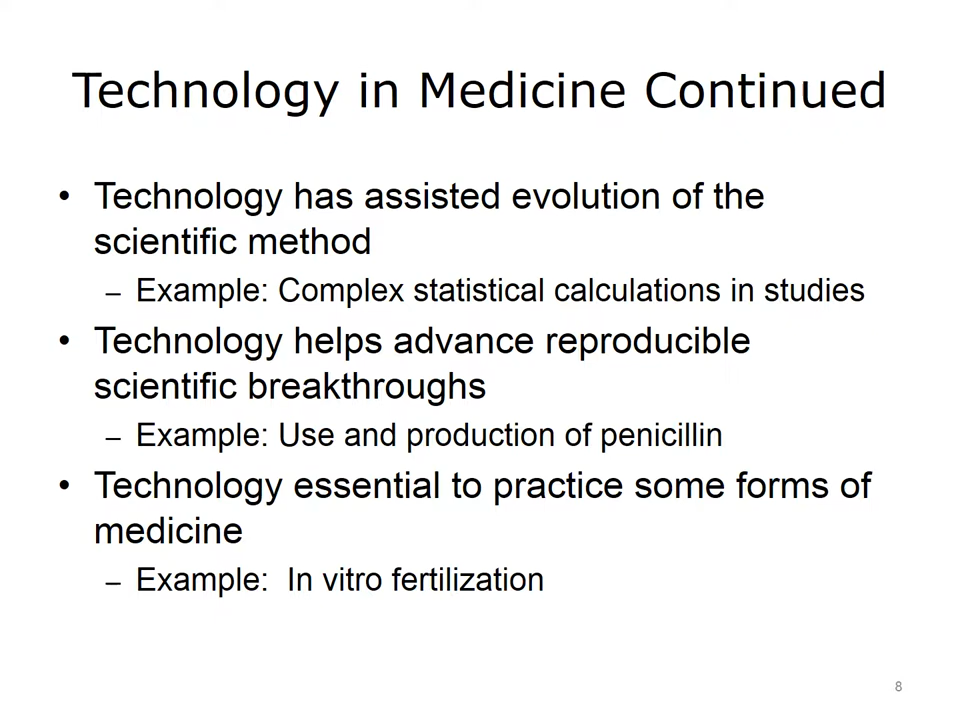 Technology in Medicine Continued
• Technology has assisted evolution of the
scientific method
– Example: Complex statistical calculations in studies
• Technology helps advance reproducible
scientific breakthroughs
– Example: Use and production of penicillin
• Technology essential to practice some forms of
medicine
– Example:  In vitro fertilization
8